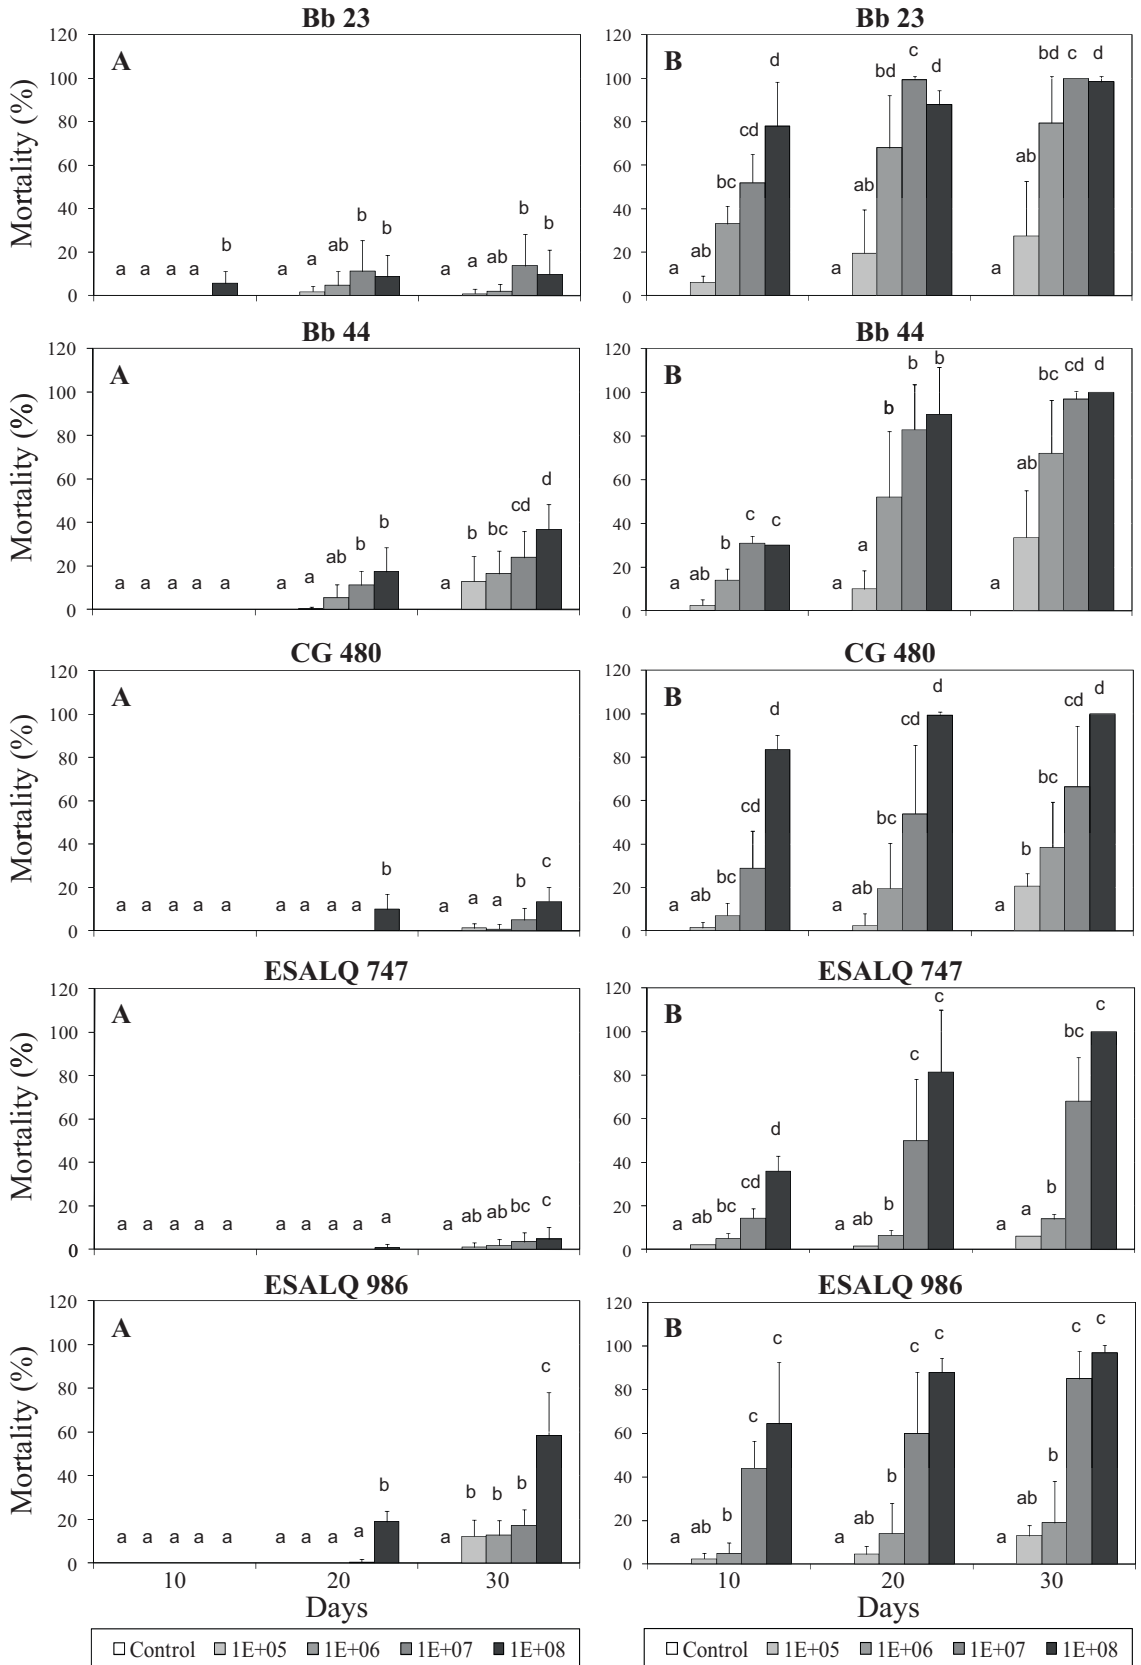 Bb 23
Bb 23
Mortality (%)
120
100
80
60
40
20
0
A
a a a a b
a a ab b b
a a ab b b
120
100
80
60
40
20
0
B
a ab bc cd d
a ab bd c d
a ab bd c d
Bb 44
Bb 44
Mortality (%)
120
100
80
60
40
20
0
A
a a a a a
a a ab b b
a b bc cd d
120
100
80
60
40
20
0
B
a ab b c c
a a b b b
a ab bc cd d
CG 480
CG 480
Mortality (%)
120
100
80
60
40
20
0
A
a a a a a
a a a a b
a a a b c
120
100
80
60
40
20
0
B
a ab bc cd d
a ab bc cd d
a b bc cd d
ESALQ 747
ESALQ 747
Mortality (%)
120
100
80
60
40
20
0
A
a a a a a
a a a a a
a ab ab bc c
120
100
80
60
40
20
0
B
a ab bc cd d
a ab b c c
a a b bc c
ESALQ 986
ESALQ 986
Mortality (%)
120
100
80
60
40
20
0
A
a a a a a
a a a a b
a b b b c
120
100
80
60
40
20
0
B
a ab b c c
a ab b c c
a ab b c c
10 20 30
10 20 30
Days
Days
Control 1E+05 1E+06 1E+07 1E+08
Control 1E+05 1E+06 1E+07 1E+08